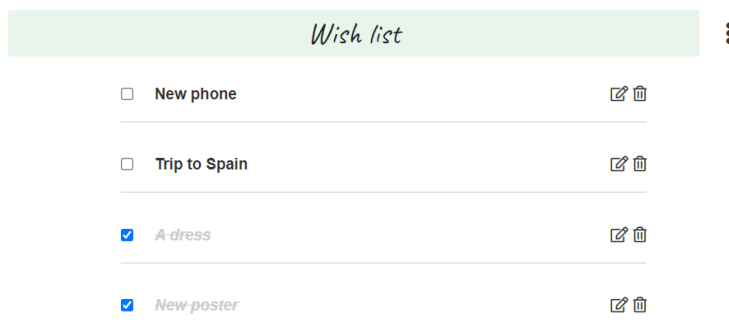 Wish list
New phone
Trip to Spain
A dress
New poster